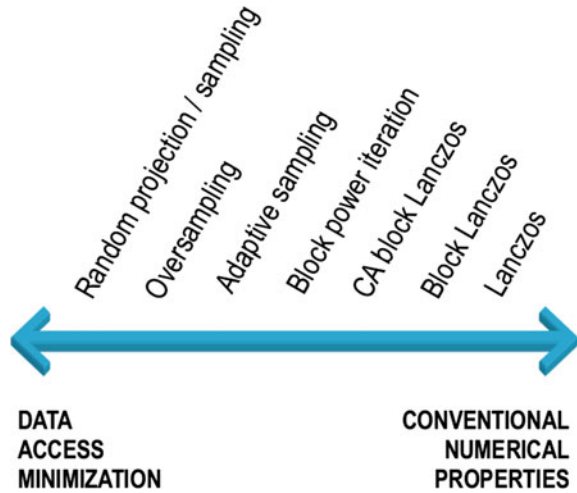 Random projection / sampling
Oversampling
Adaptive sampling
Block power iteration
CA block Lanczos
Block Lanczos
Lanczos
DATA
ACCESS
MINIMIZATION
CONVENTIONAL
NUMERICAL
PROPERTIES